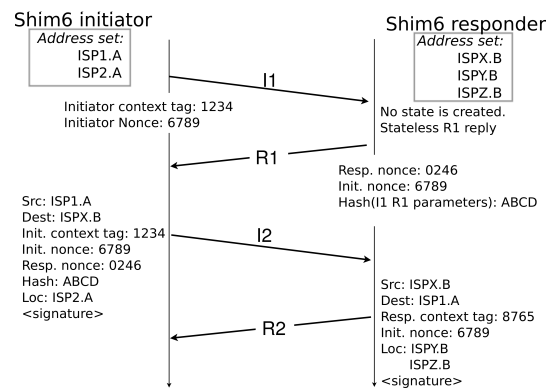 Shim6 initiator
Address set:
ISP1.A
ISP2.A
Shim6 responder
Address set:
ISPX.B
ISPY.B
ISPZ.B
I1
Initiator context tag: 1234
Initiator Nonce: 6789
No state is created.
Stateless R1 reply
R1
Resp. nonce: 0246
Init. nonce: 6789
Hash(I1 R1 parameters): ABCD
Src: ISP1.A
Dest: ISPX.B
Init. context tag: 1234
Init. nonce: 6789
Resp. nonce: 0246
Hash: ABCD
Loc: ISP2.A
<signature>
I2
Src: ISPX.B
Dest: ISP1.A
Resp. context tag: 8765
Init. nonce: 6789
Loc: ISPY.B
ISPZ.B
<signature>
R2